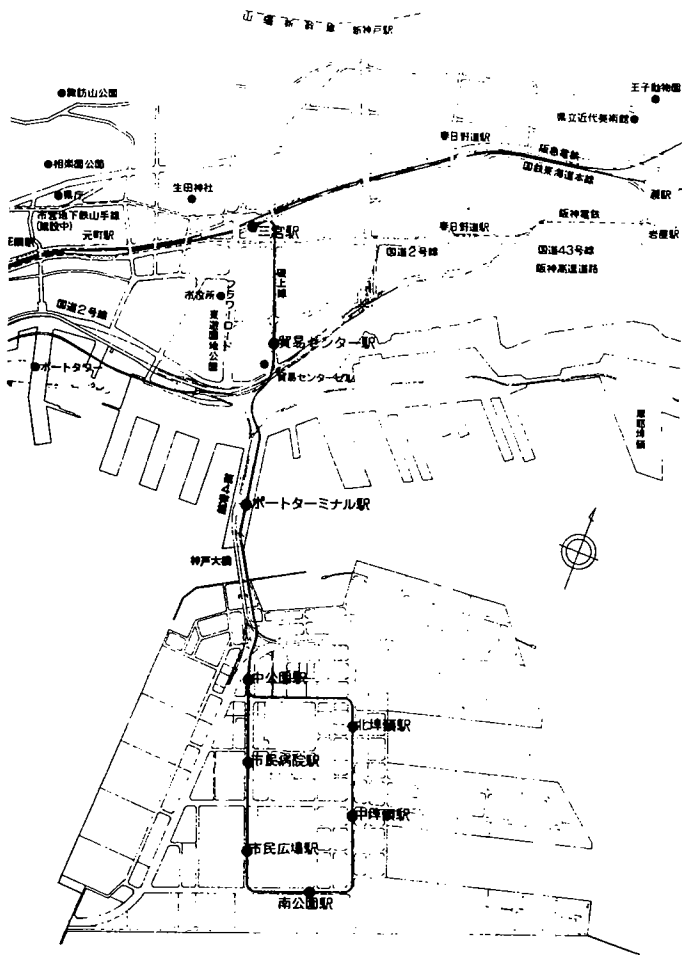 新神戸駅
諏訪山公園
王子動物園
県立近代美術館
春日野道駅
阪急電鉄
国鉄東海道本線
灘駅
相楽園公園
県庁
生田神社
市営地下鉄山手線
(建設中)
元町駅
三宮駅
春日野道駅
阪神電鉄
岩屋駅
国道2号線
国道43号線
阪神高速道路
市役所
フラワーロード
東遊園地公園
国道2号線
貿易センター駅
貿易センタービル
ポートタワー
ポートターミナル駅
神戸大橋
中公園駅
北埠頭駅
市民病院駅
中埠頭駅
市民広場駅
南公園駅